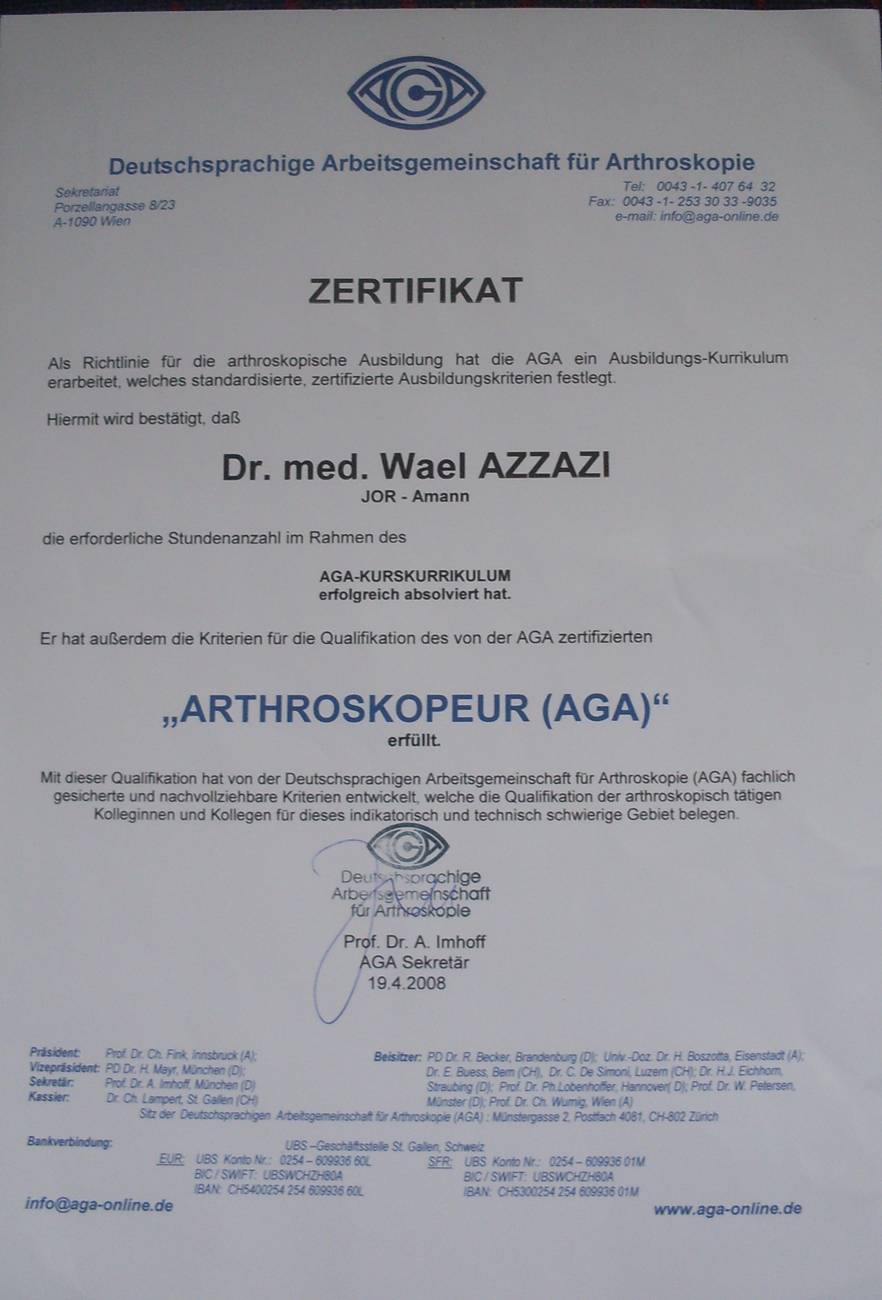 AGA
Deutschsprachige Arbeitsgemeinschaft für Arthroskopie
Sekretariat
Porzellangasse 8/23
A-1090 Wien
Tel: 0043 -1- 407 64 32
Fax: 0043 -1- 253 30 33 -9035
e-mail: info@aga-online.de
ZERTIFIKAT
Als Richtlinie für die arthroskopische Ausbildung hat die AGA ein Ausbildungs-Kurrikulum
erarbeitet, welches standardisierte, zertifizierte Ausbildungskriterien festlegt.
Hiermit wird bestätigt, daß
Dr. med. Wael AZZAZI
JOR - Amann
die erforderliche Stundenanzahl im Rahmen des
AGA-KURSKURRIKULUM
erfolgreich absolviert hat.
Er hat außerdem die Kriterien für die Qualifikation des von der AGA zertifizierten
„ARTHROSKOPEUR (AGA)“
erfüllt.
Mit dieser Qualifikation hat von der Deutschsprachigen Arbeitsgemeinschaft für Arthroskopie (AGA) fachlich
gesicherte und nachvollziehbare Kriterien entwickelt, welche die Qualifikation der arthroskopisch tätigen
Kolleginnen und Kollegen für dieses indikatorisch und technisch schwierige Gebiet belegen.
AGA
Deutschsprachige
Arbeitsgemeinschaft
für Arthroskopie
Prof. Dr. A. Imhoff
AGA Sekretär
19.4.2008
Präsident: Prof. Dr. Ch. Fink, Innsbruck (A);
Vizepräsident: PD Dr. H. Mayr, München (D);
Sekretär: Prof. Dr. A. Imhoff, München (D)
Kassier: Dr. Ch. Lampert, St. Gallen (CH)
Beisitzer: PD Dr. R. Becker, Brandenburg (D); Univ.-Doz. Dr. H. Boszotta, Eisenstadt (A);
Dr. E. Buess, Bern (CH), Dr. C. De Simoni, Luzern (CH); Dr. H.J. Eichhorn,
Straubing (D); Prof. Dr. Ph.Lobenhoffer, Hannover( D); Prof. Dr. W. Petersen,
Münster (D); Prof. Dr. Ch. Wurnig, Wien (A)
Sitz der Deutschsprachigen Arbeitsgemeinschaft für Arthroskopie (AGA) : Münstergasse 2, Postfach 4081, CH-802 Zürich
Bankverbindung: UBS –Geschäftsstelle St. Gallen, Schweiz
EUR: UBS Konto Nr.: 0254 – 609936 60L
BIC / SWIFT: UBSWCHZH80A
IBAN: CH5400254 254 609936 60L
SFR: UBS Konto Nr.: 0254 – 609936 01M
BIC / SWIFT: UBSWCHZH80A
IBAN: CH5300254 254 609936 01M
info@aga-online.de
www.aga-online.de